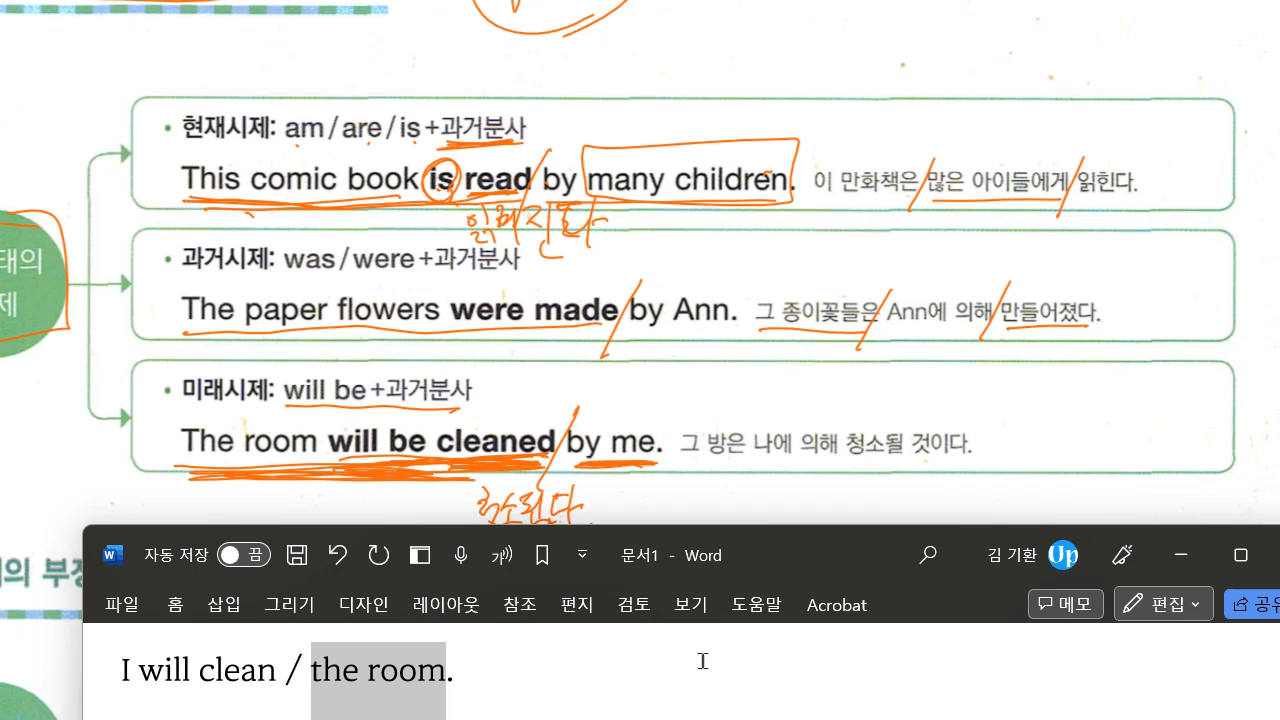 • 현재시제: am/are/is+과거분사
This comic book is read by many children. 이 만화책은 많은 아이들에게 읽힌다.
읽혀진다
태의
제
• 과거시제: was/were+과거분사
The paper flowers were made by Ann. 그 종이꽃들은 Ann에 의해 만들어졌다.
• 미래시제: will be+과거분사
The room will be cleaned by me. 그 방은 나에 의해 청소될 것이다.
청소된다
의 부정
자동 저장 끔 가 문서1 - Word 김 기환 Up
파일 홈 삽입 그리기 디자인 레이아웃 참조 편지 검토 보기 도움말 Acrobat 메모 편집 공유
I will clean / the room.